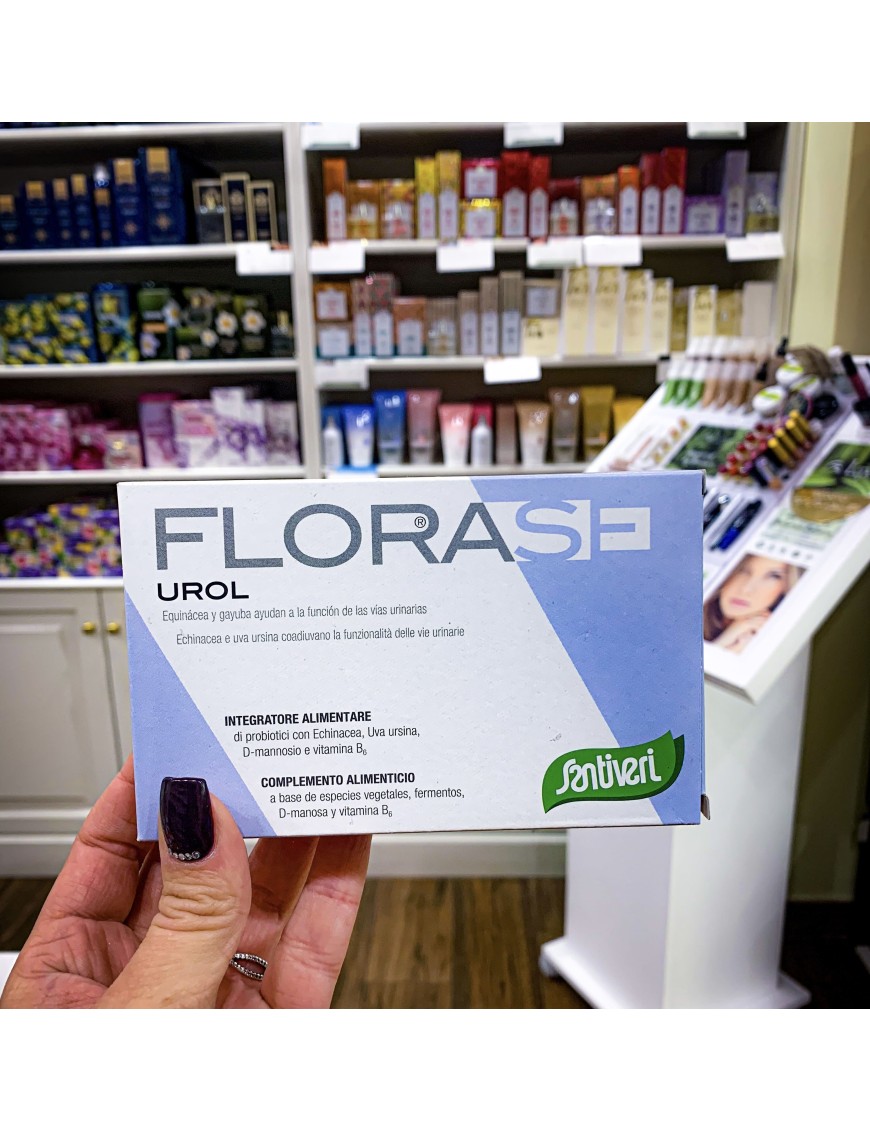 FLORASE®
UROL
Equinácea y gayuba ayudan a la función de las vías urinarias
Echinacea e uva ursina coadiuvano la funzionalità delle vie urinarie
INTEGRATORE ALIMENTARE
di probiotici con Echinacea, Uva ursina,
D-mannosio e vitamina B₆
COMPLEMENTO ALIMENTICIO
a base de especies vegetales, fermentos,
D-manosa y vitamina B₆
Santiveri